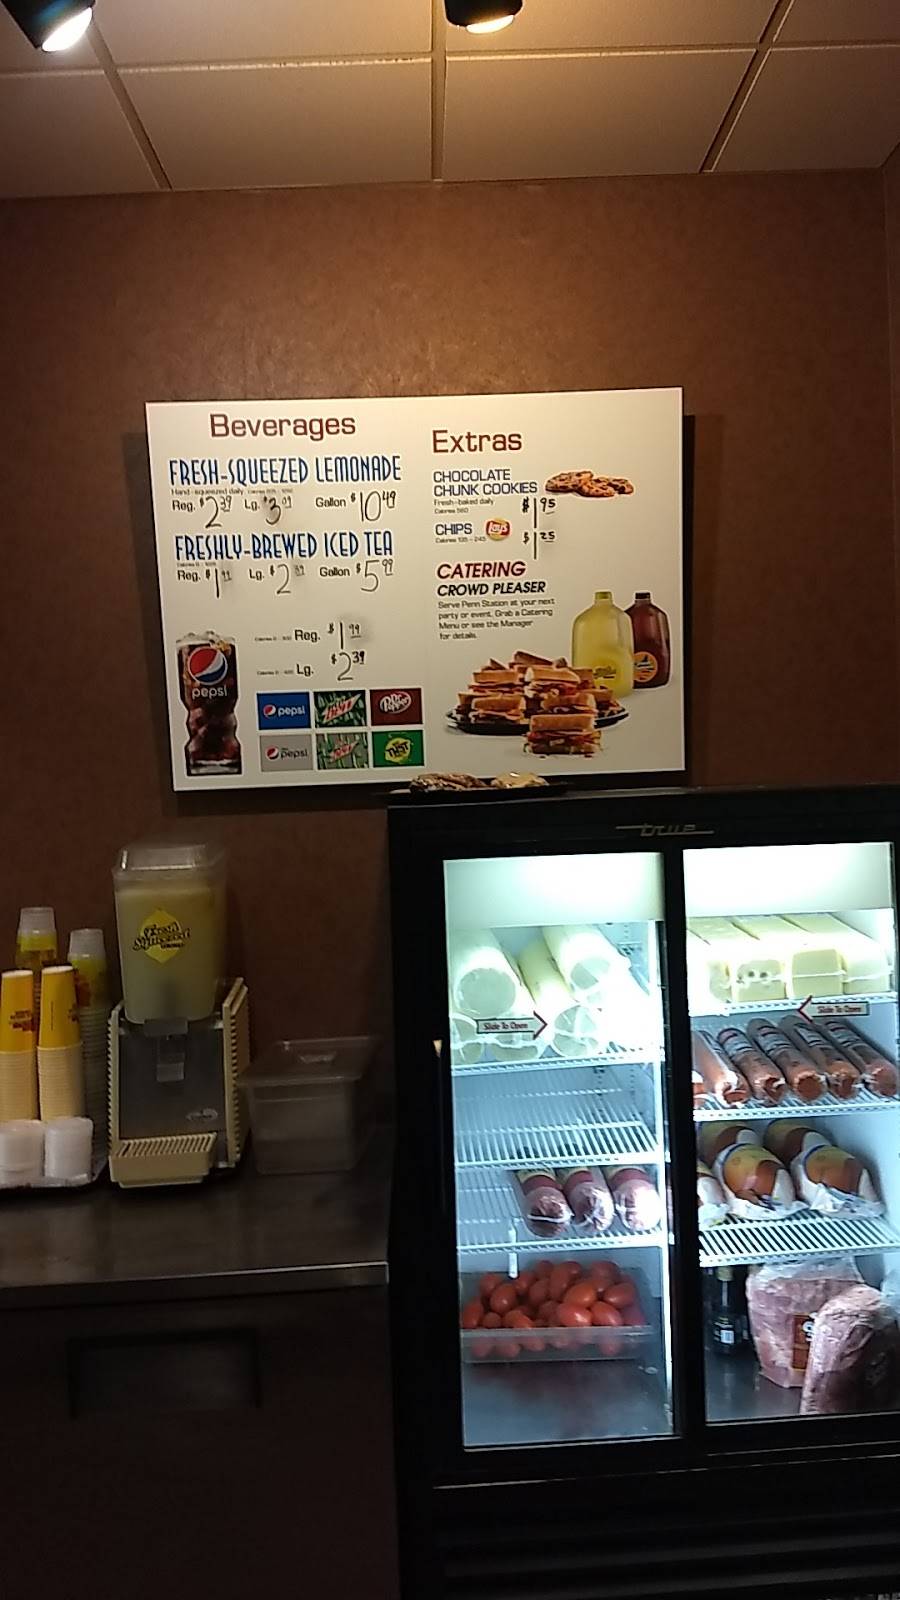 Beverages
FRESH-SQUEEZED LEMONADE
Hand-squeezed daily
Reg. $2 39 Lg. $3 Gallon $10 49
FRESHLY-BREWED ICED TEA
Reg. $1 Lg. $2 Gallon $5 99
Reg. $1 99
Lg. $2 39
pepsi
pepsi
Dew
Dr Pepper
pepsi
Dew
TWIST
Extras
CHOCOLATE
CHUNK COOKIES
Fresh-baked daily
Calories 560
$1 95
CHIPS Lay's
$1 25
CATERING
CROWD PLEASER
Serve Penn Station at your next
party or event. Grab a Catering
Menu or see the Manager
for details.
true
Fresh
Squeezed
Slide To Open
Slide To Open